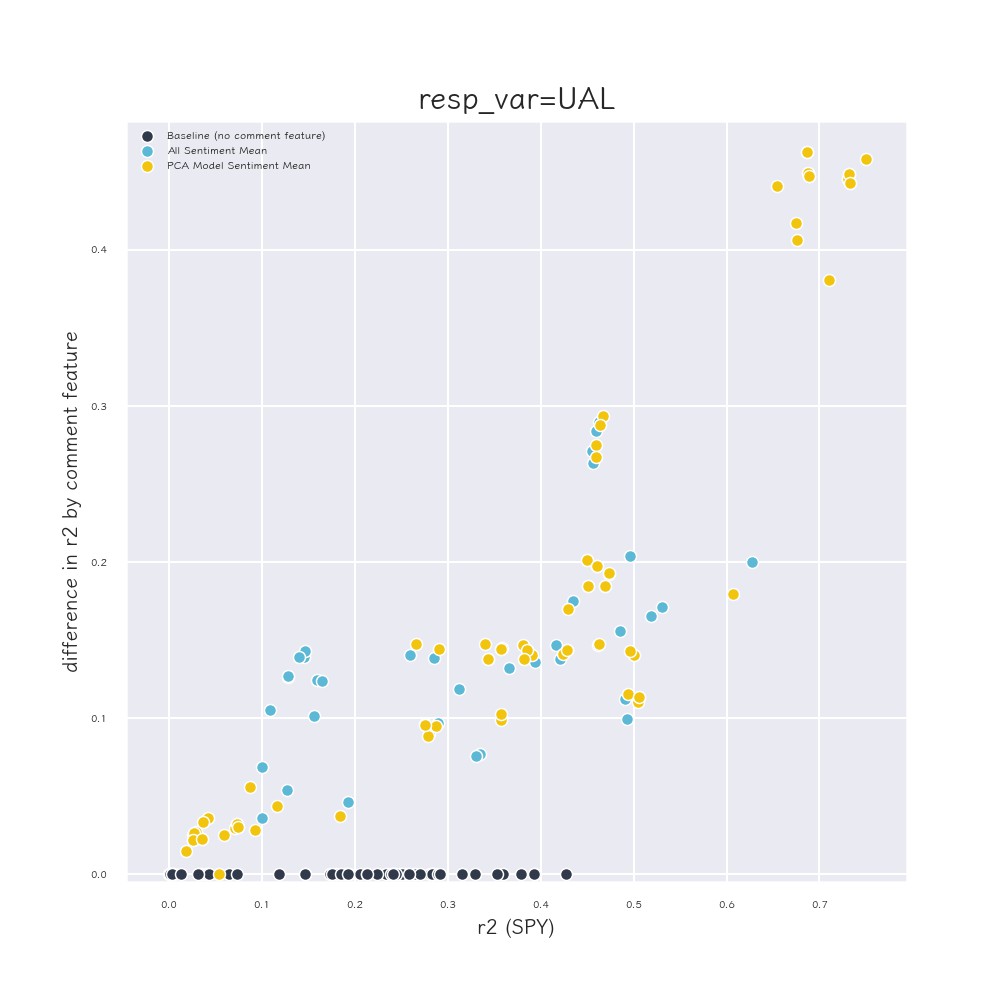 resp_var=UAL
Baseline (no comment feature)
All Sentiment Mean
PCA Model Sentiment Mean
difference in r2 by comment feature
0.4
0.3
0.2
0.1
0.0
0.0 0.1 0.2 0.3 0.4 0.5 0.6 0.7
r2 (SPY)